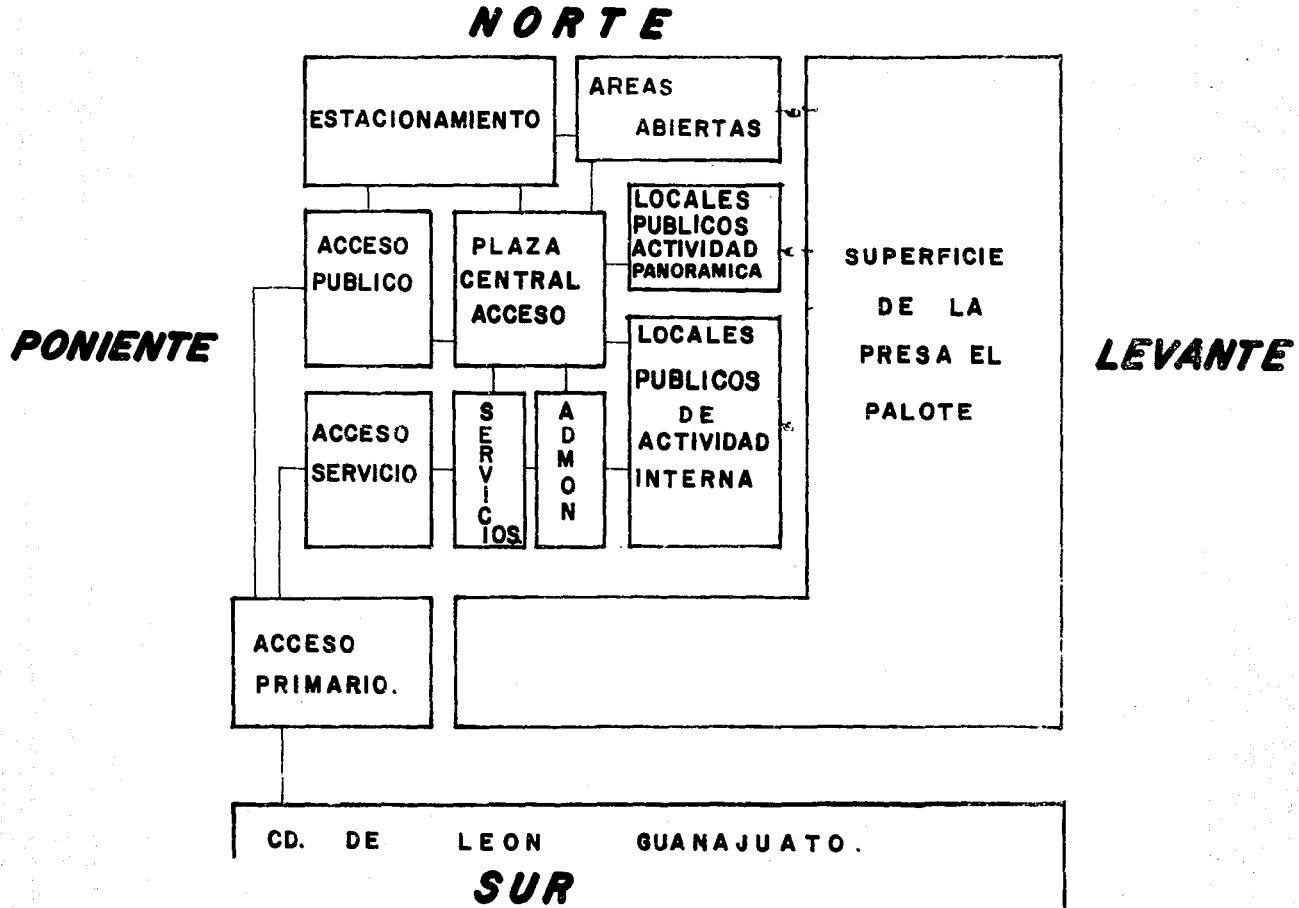 NORTE
ESTACIONAMIENTO
AREAS
ABIERTAS
ACCESO
PUBLICO
PLAZA
CENTRAL
ACCESO
LOCALES
PUBLICOS
ACTIVIDAD
PANORAMICA
SUPERFICIE
DE LA
PRESA EL
PALOTE
PONIENTE
LEVANTE
LOCALES
PUBLICOS
DE
ACTIVIDAD
INTERNA
ACCESO
SERVICIO
SERVICIOS.
ADMON
ACCESO
PRIMARIO.
CD. DE LEON GUANAJUATO.
SUR